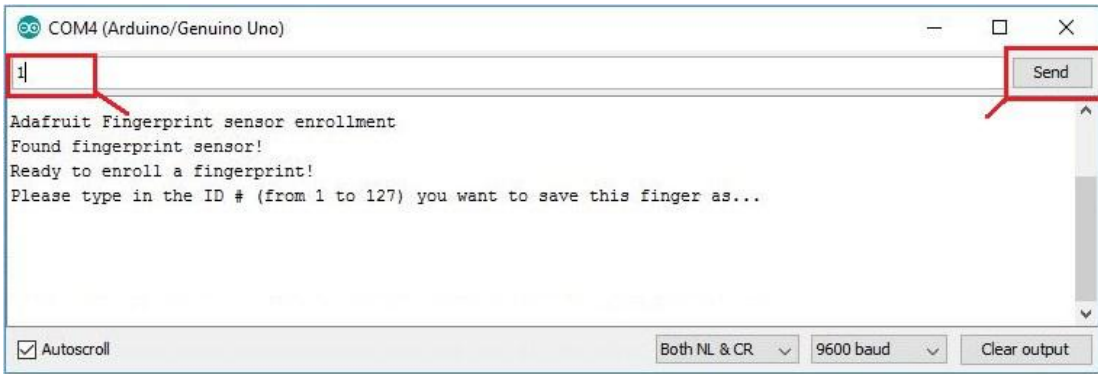 COM4 (Arduino/Genuino Uno)
1
Send
Adafruit Fingerprint sensor enrollment
Found fingerprint sensor!
Ready to enroll a fingerprint!
Please type in the ID # (from 1 to 127) you want to save this finger as...
Autoscroll
Both NL & CR
9600 baud
Clear output